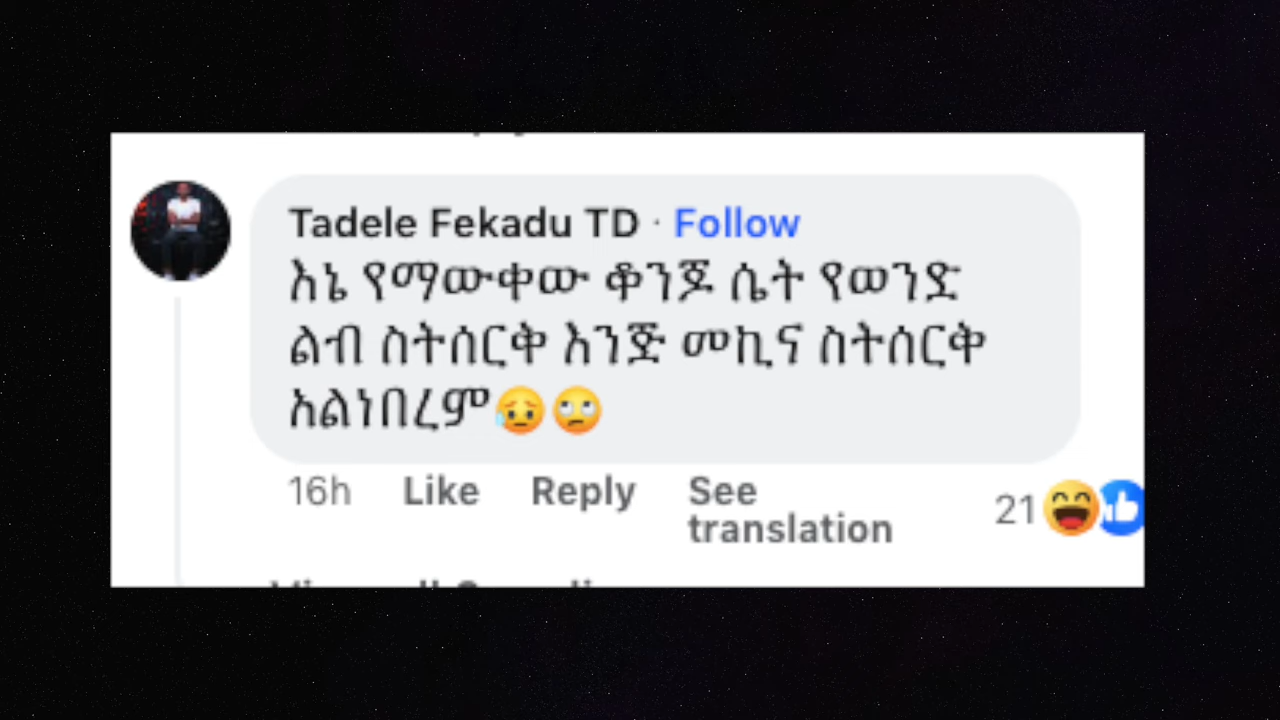 Tadele Fekadu TD · Follow
እኔ የማውቀው ቆንጆ ሴት የወንድ
ልብ ስትሰርቅ እንጅ መኪና ስትሰርቅ
አልነበረም😥🙄
16h Like Reply See translation 21